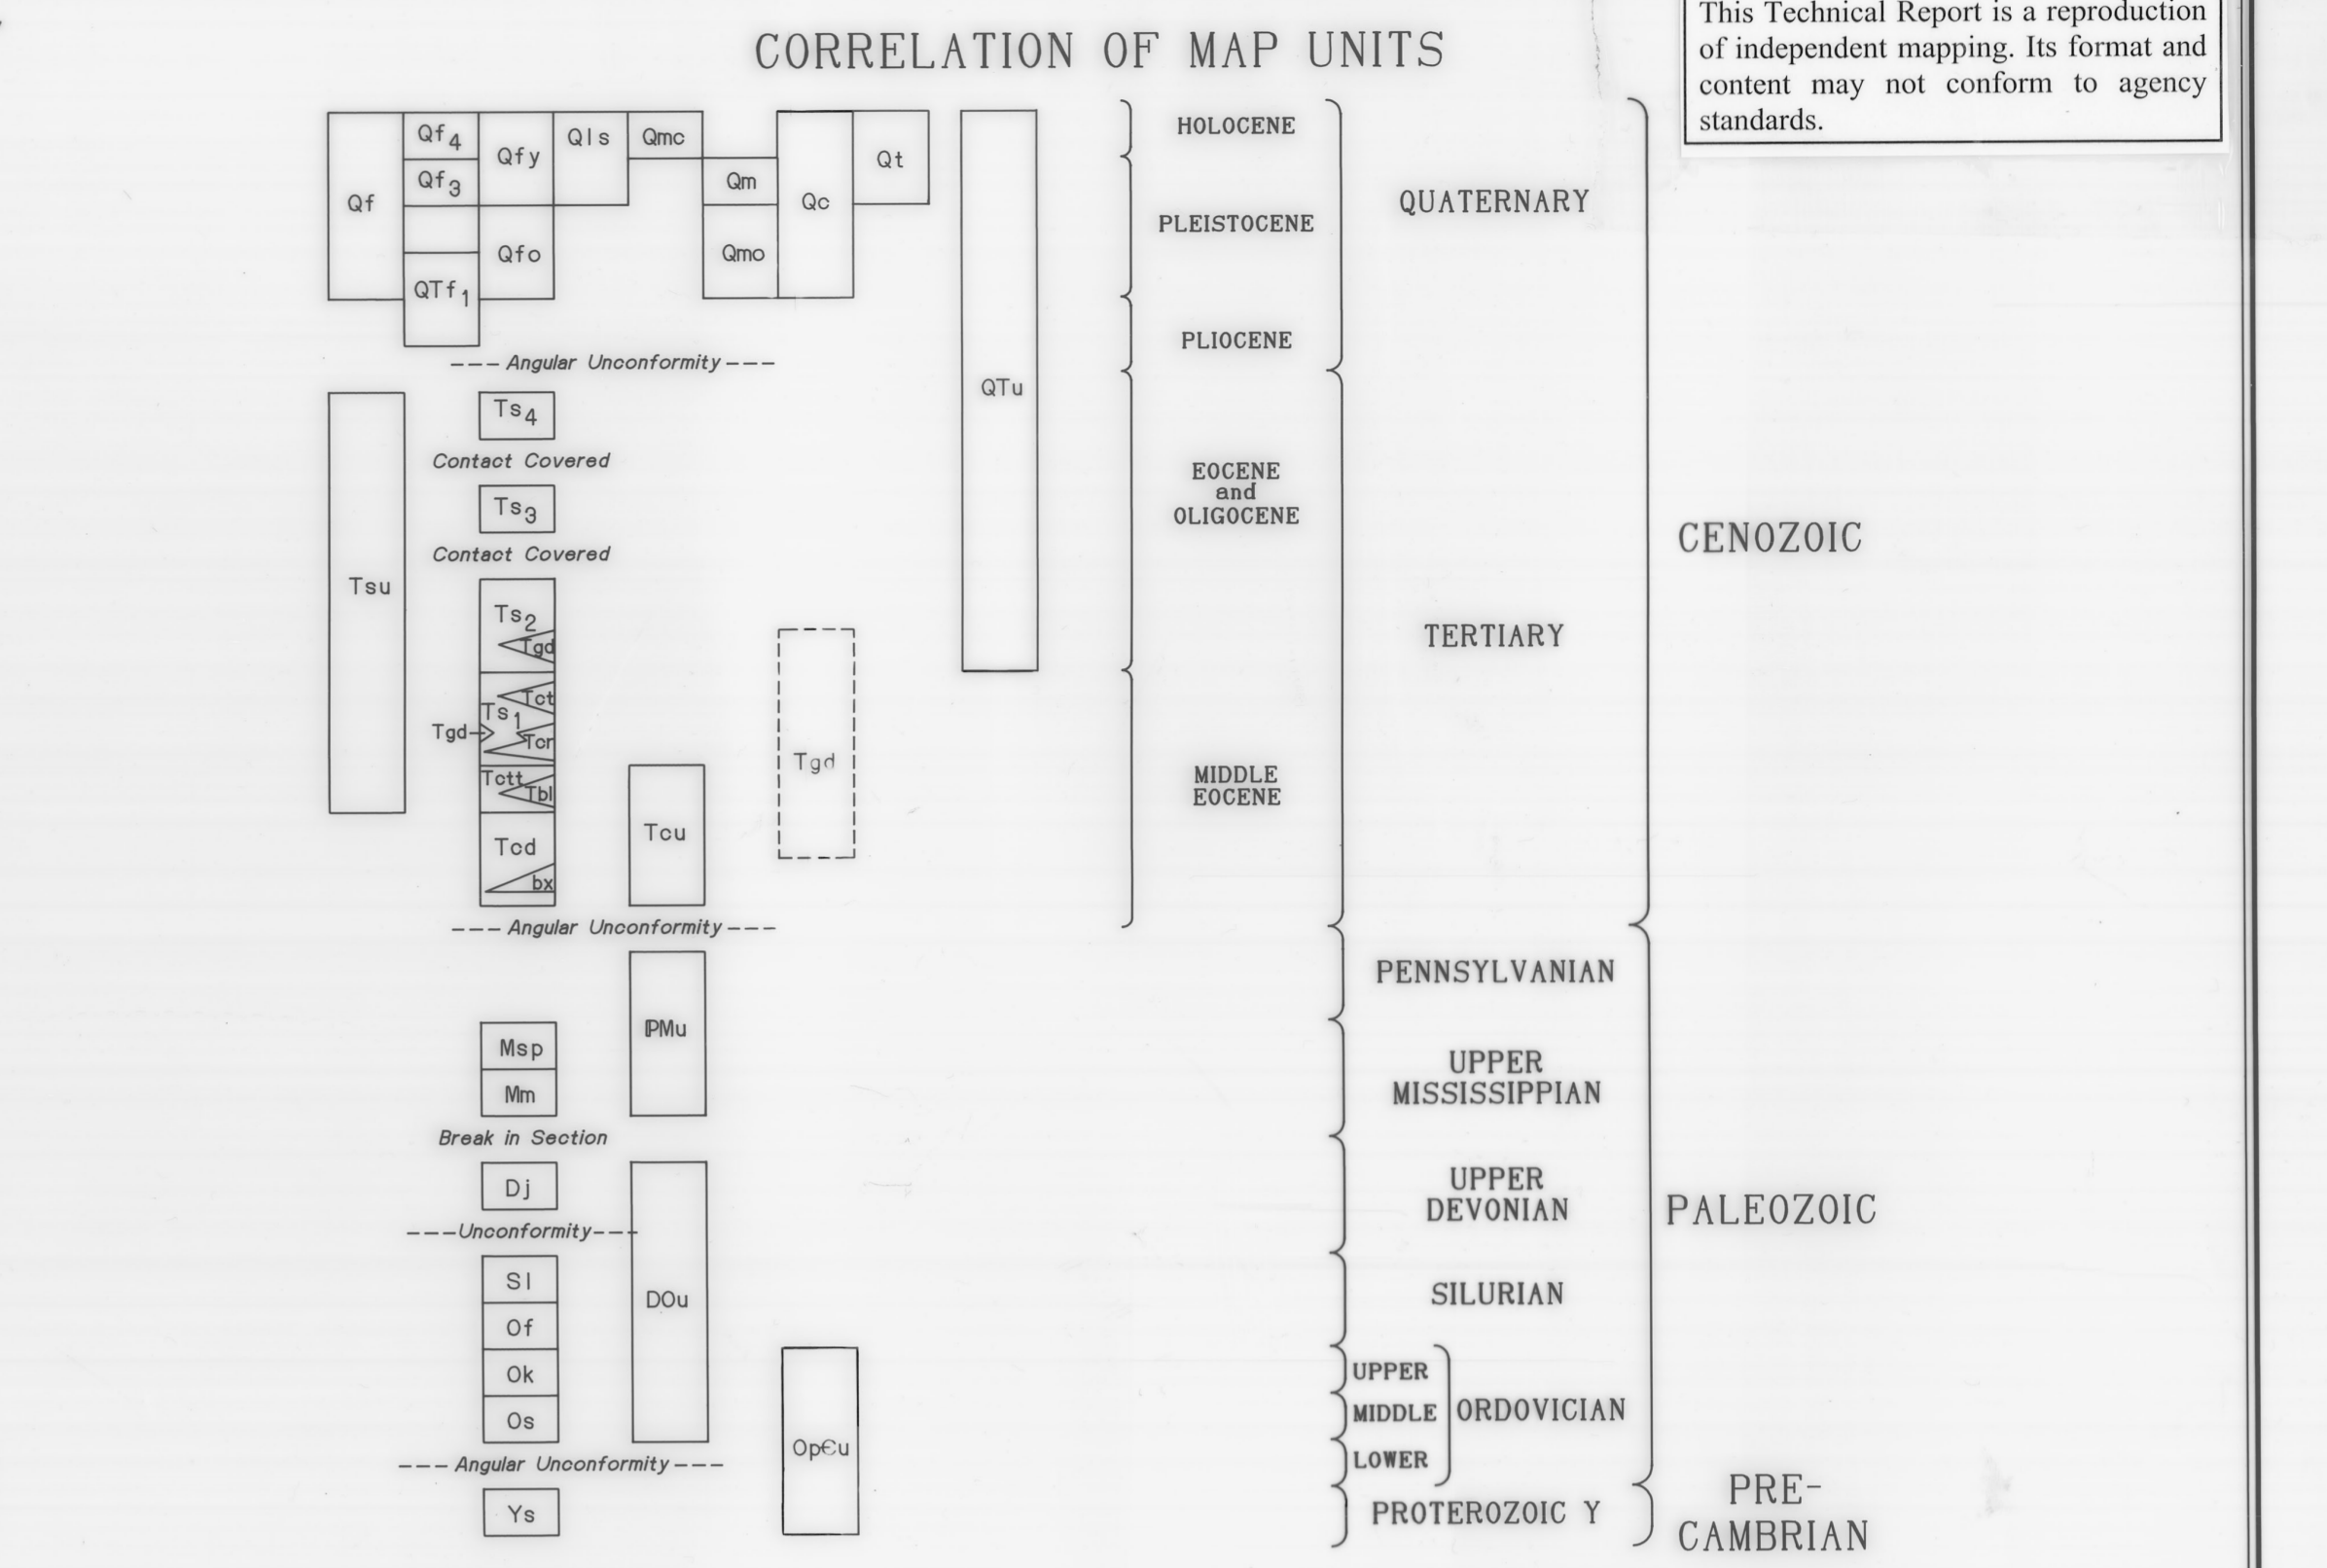 This Technical Report is a reproduction
of independent mapping. Its format and
content may not conform to agency
standards.
CORRELATION OF MAP UNITS
Qf
Qf4
Qf3
QTf1
Qfy
Qfo
Qls
Qmc
Qm
Qmo
Qc
Qt
QTu
---Angular Unconformity---
Tsu
Ts4
Contact Covered
Ts3
Contact Covered
Ts2
Tgd
Tct
Ts1
Tgd
Tcr
Tctt
Tbl
Tcd
bx
Tcu
Tgd
---Angular Unconformity---
ℙMu
Msp
Mm
Break in Section
Dj
---Unconformity---
Sl
Of
Ok
Os
DOu
Op€u
---Angular Unconformity---
Ys
HOLOCENE
PLEISTOCENE
PLIOCENE
EOCENE
and
OLIGOCENE
MIDDLE
EOCENE
QUATERNARY
TERTIARY
PENNSYLVANIAN
UPPER
MISSISSIPPIAN
UPPER
DEVONIAN
SILURIAN
UPPER
MIDDLE
LOWER
ORDOVICIAN
PROTEROZOIC Y
CENOZOIC
PALEOZOIC
PRE-
CAMBRIAN